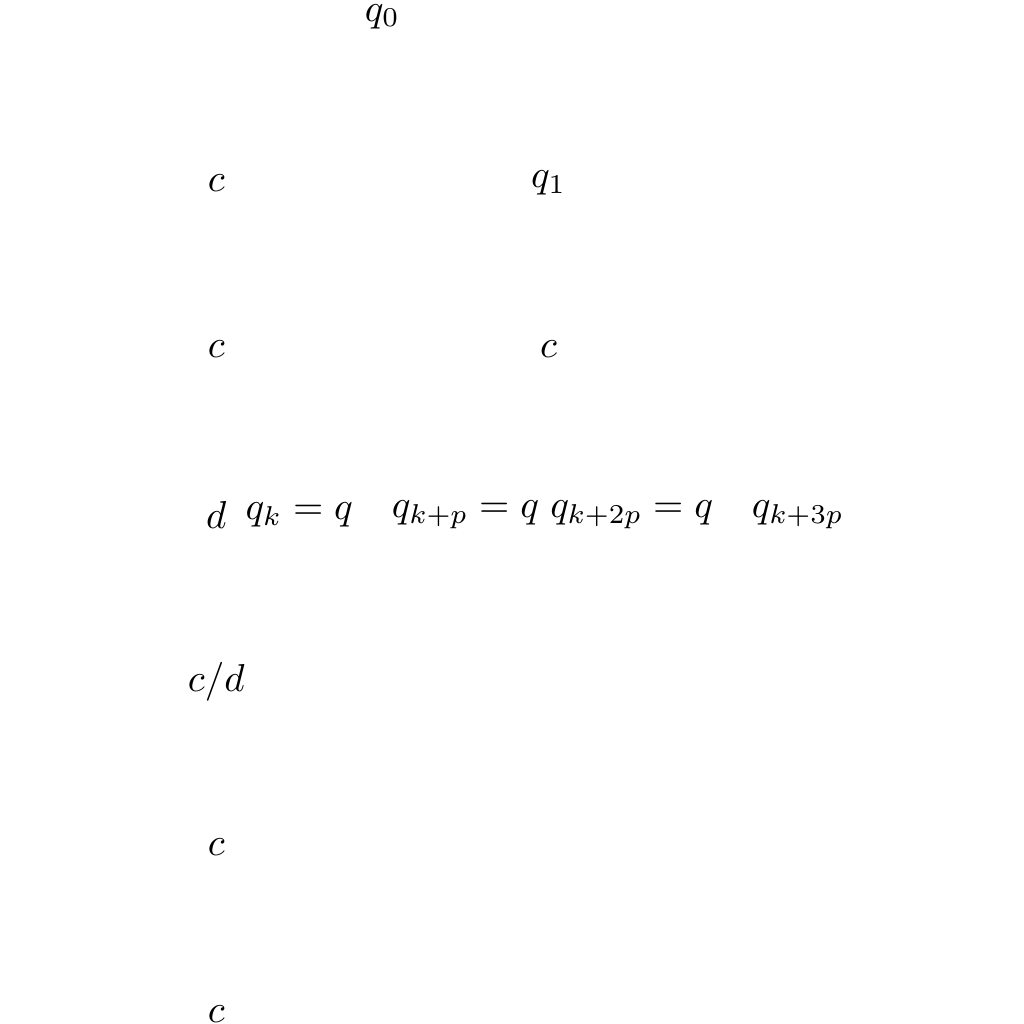 q_0
c q_1
c c
d q_k = q q_{k+p} = q q_{k+2p} = q q_{k+3p}
c/d
c
c